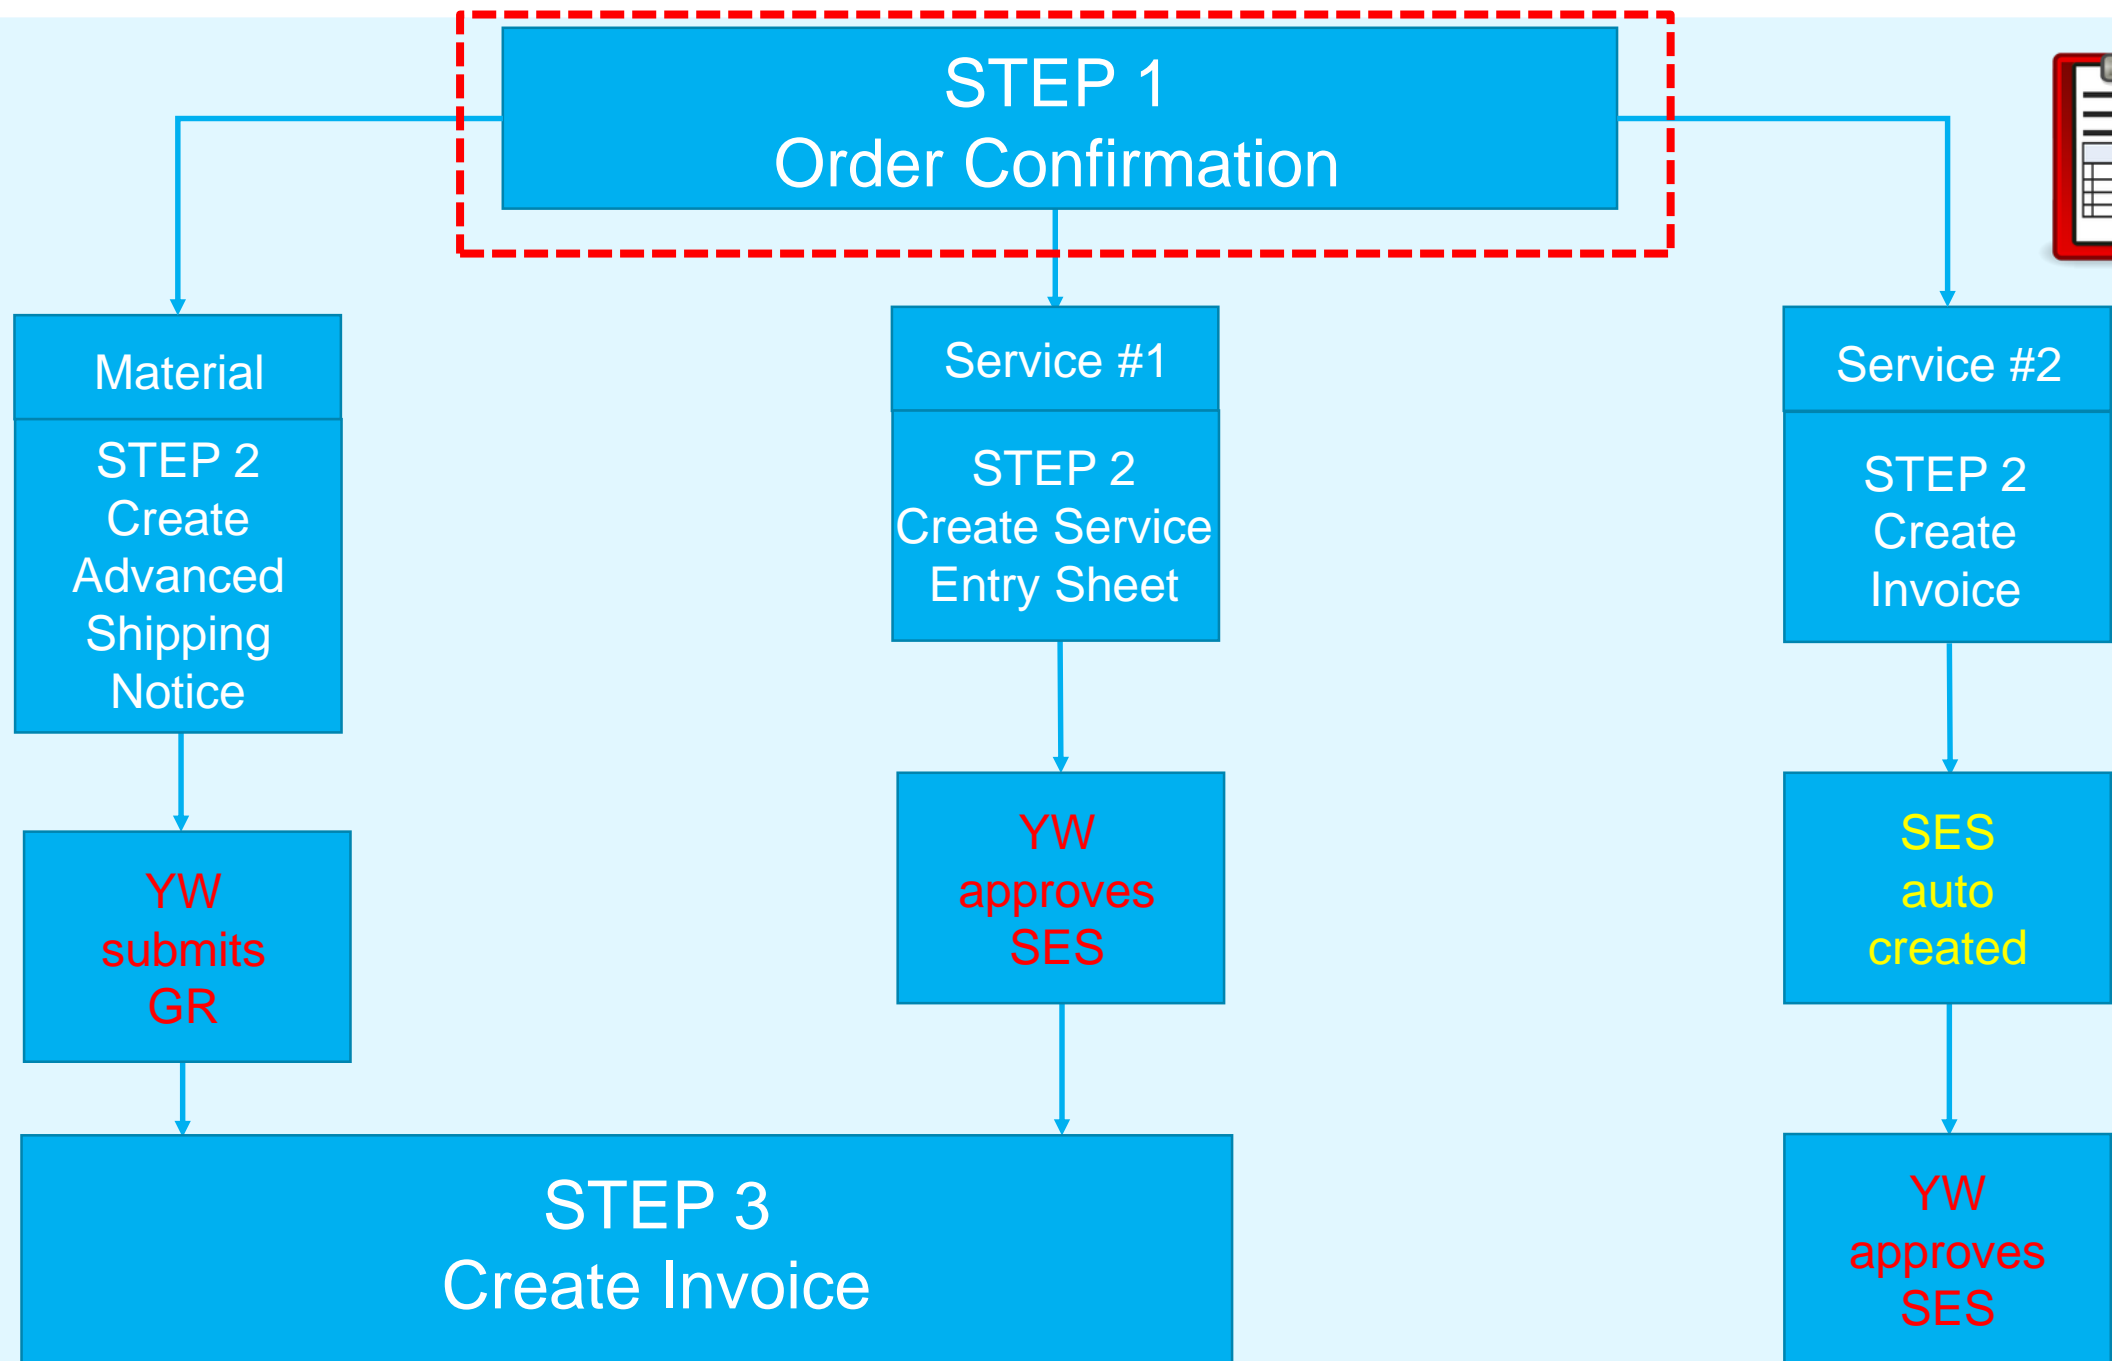 STEP 1
Order Confirmation
Material
STEP 2
Create
Advanced
Shipping
Notice
YW
submits
GR
Service #1
STEP 2
Create Service
Entry Sheet
YW
approves
SES
STEP 3
Create Invoice
Service #2
STEP 2
Create
Invoice
SES
auto
created
YW
approves
SES